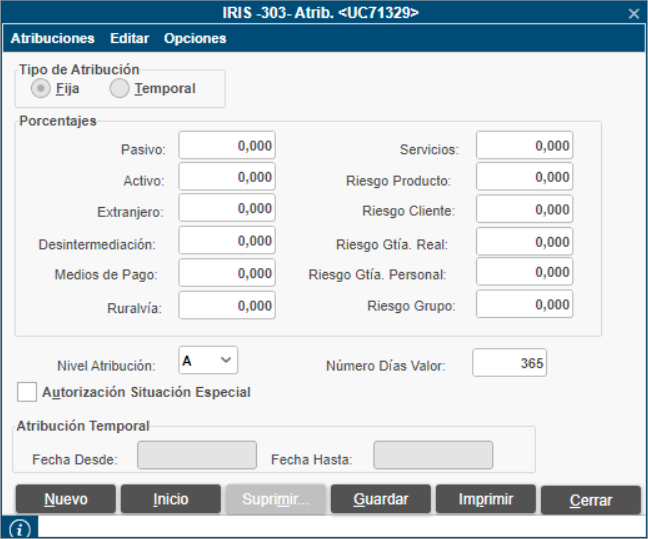 IRIS -303- Atrib. <UC71329>
Atribuciones Editar Opciones
Tipo de Atribución
Fija Temporal
Porcentajes
Pasivo: 0,000 Servicios: 0,000
Activo: 0,000 Riesgo Producto: 0,000
Extranjero: 0,000 Riesgo Cliente: 0,000
Desintermediación: 0,000 Riesgo Gtía. Real: 0,000
Medios de Pago: 0,000 Riesgo Gtía. Personal: 0,000
Ruralvía: 0,000 Riesgo Grupo: 0,000
Nivel Atribución: A Número Días Valor: 365
Autorización Situación Especial
Atribución Temporal
Fecha Desde: Fecha Hasta:
Nuevo Inicio Suprimir... Guardar Imprimir Cerrar